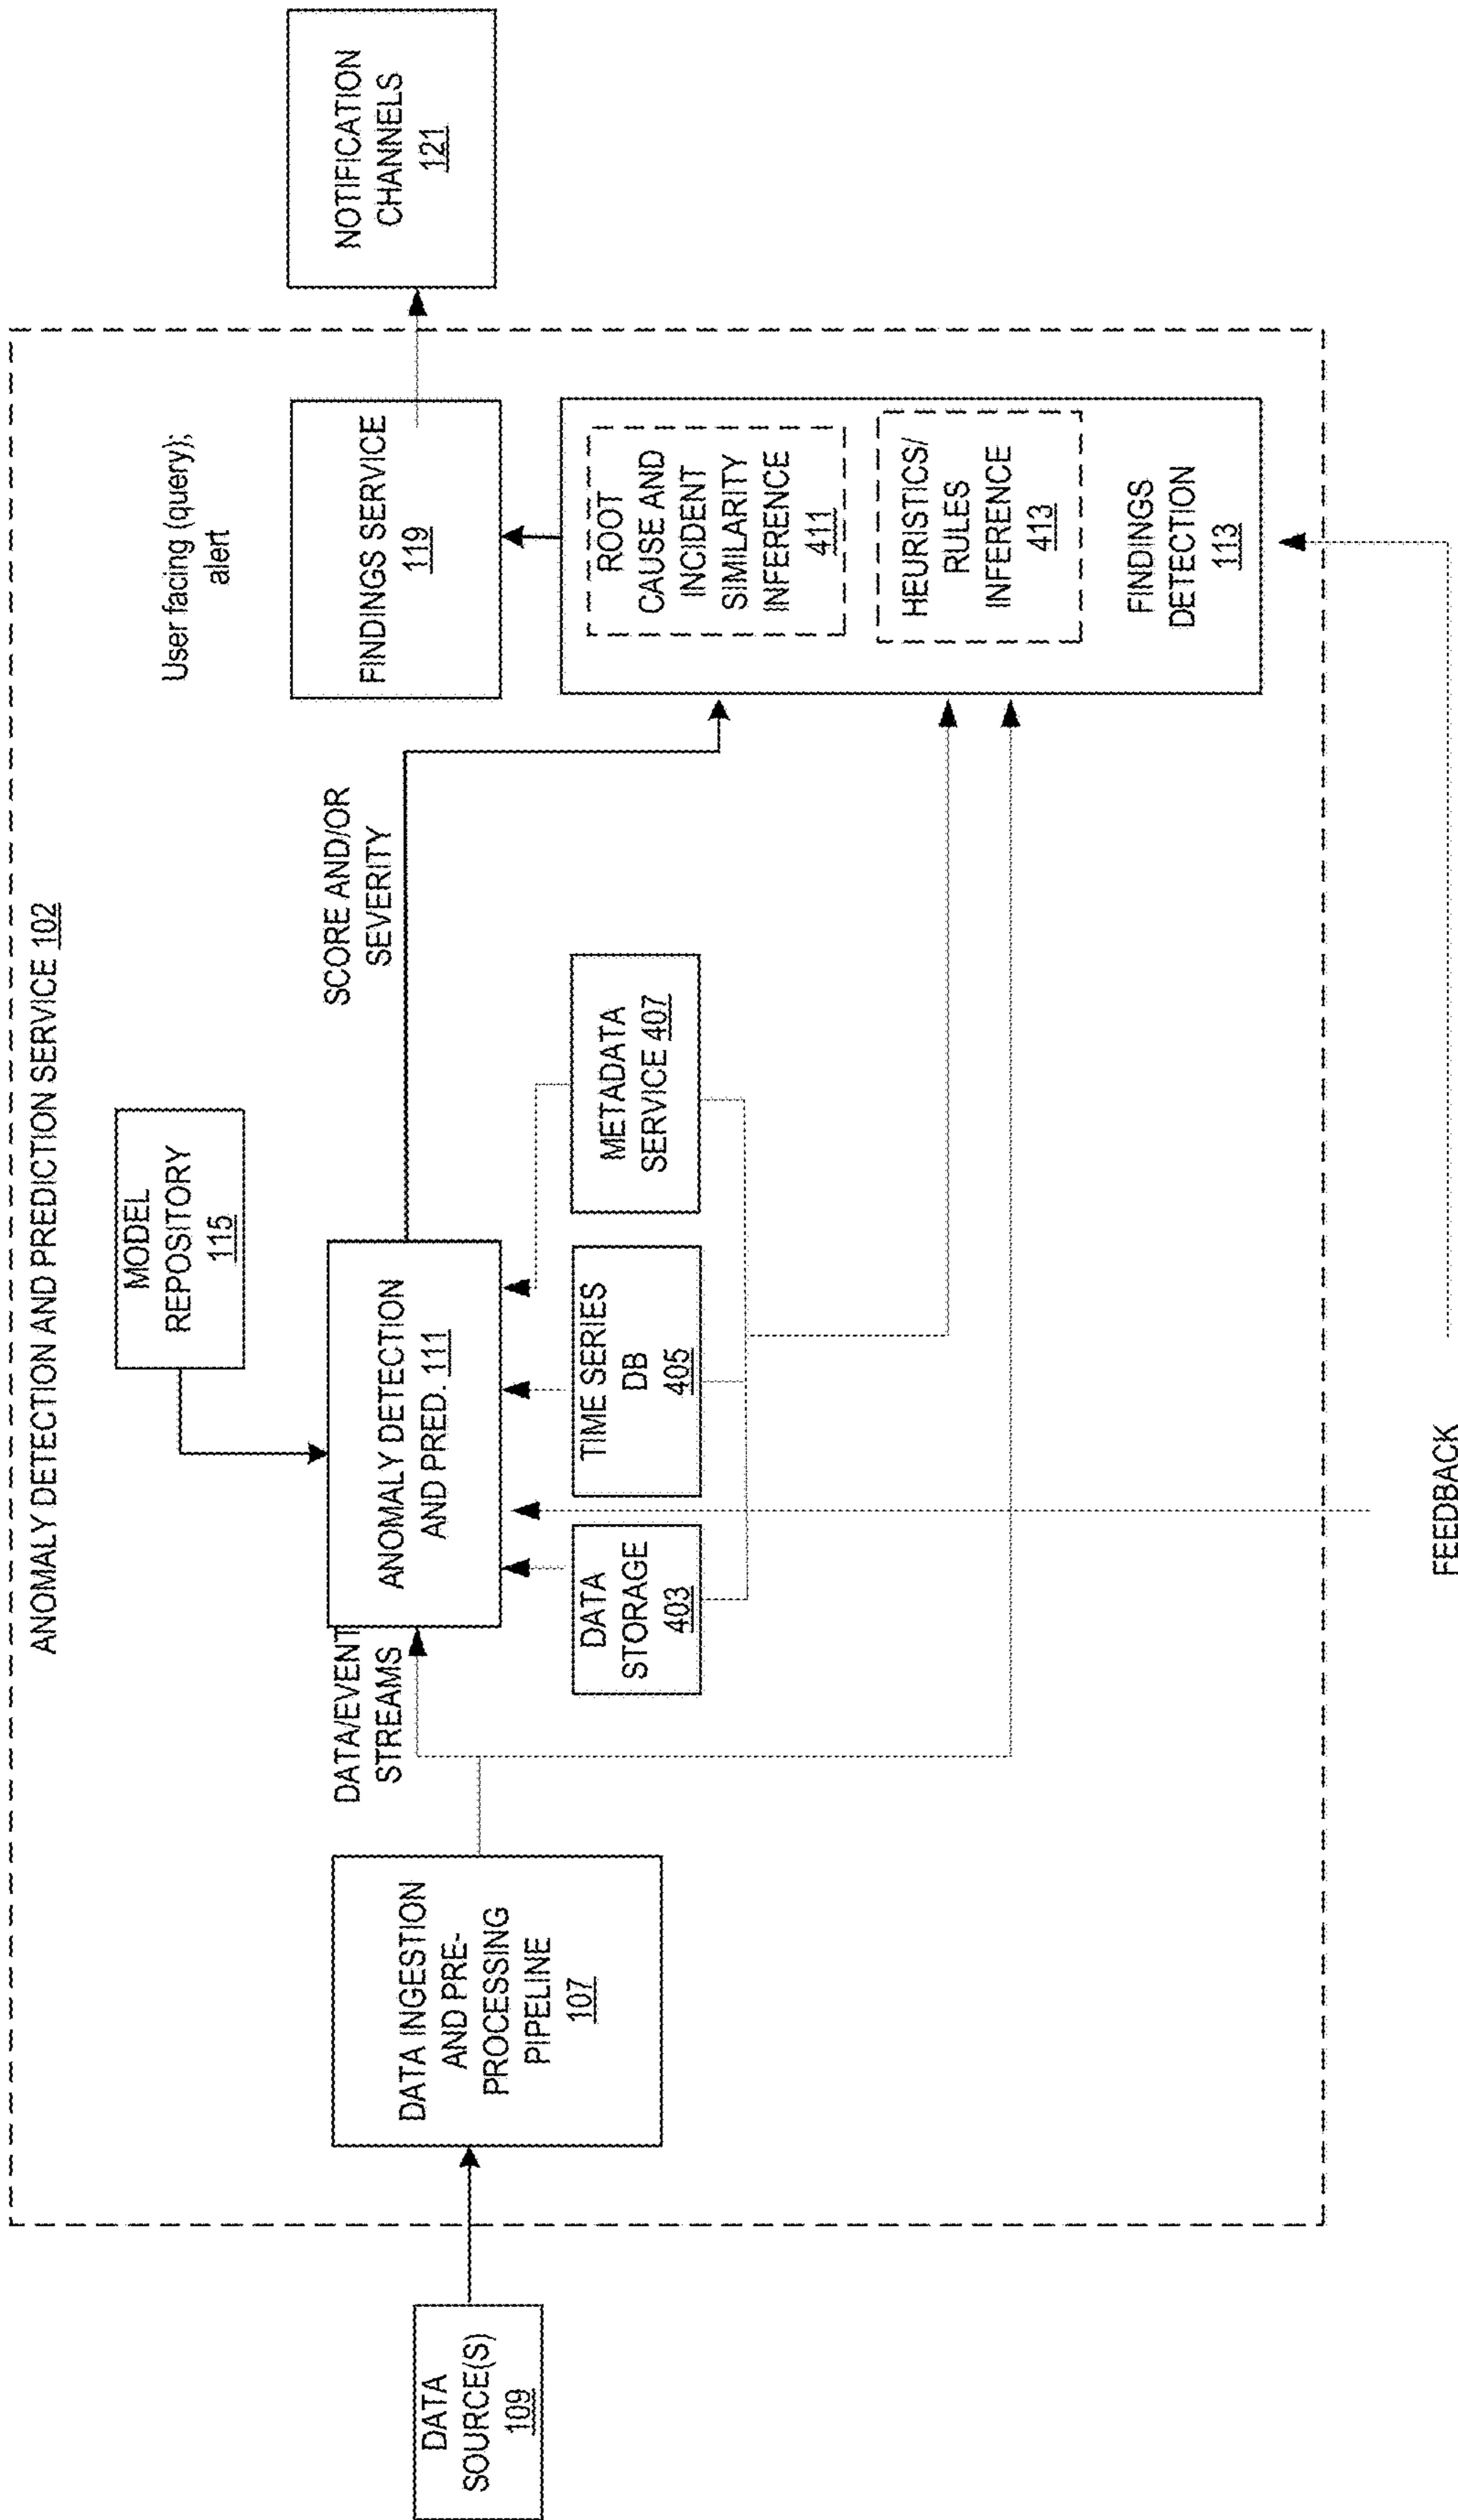 ANOMALY DETECTION AND PREDICTION SERVICE 102
DATA
SOURCE(S)
109
DATA INGESTION
AND PRE-
PROCESSING
PIPELINE
107
DATA/EVENT
STREAMS
MODEL
REPOSITORY
115
ANOMALY DETECTION
AND PRED. 111
DATA
STORAGE
403
TIME SERIES
DB
405
METADATA
SERVICE 407
SCORE AND/OR
SEVERITY
User facing (query);
alert
FINDINGS SERVICE
119
ROOT
CAUSE AND
INCIDENT
SIMILARITY
INFERENCE
411
HEURISTICS/
RULES
INFERENCE
413
FINDINGS
DETECTION
113
NOTIFICATION
CHANNELS
121
FEEDBACK